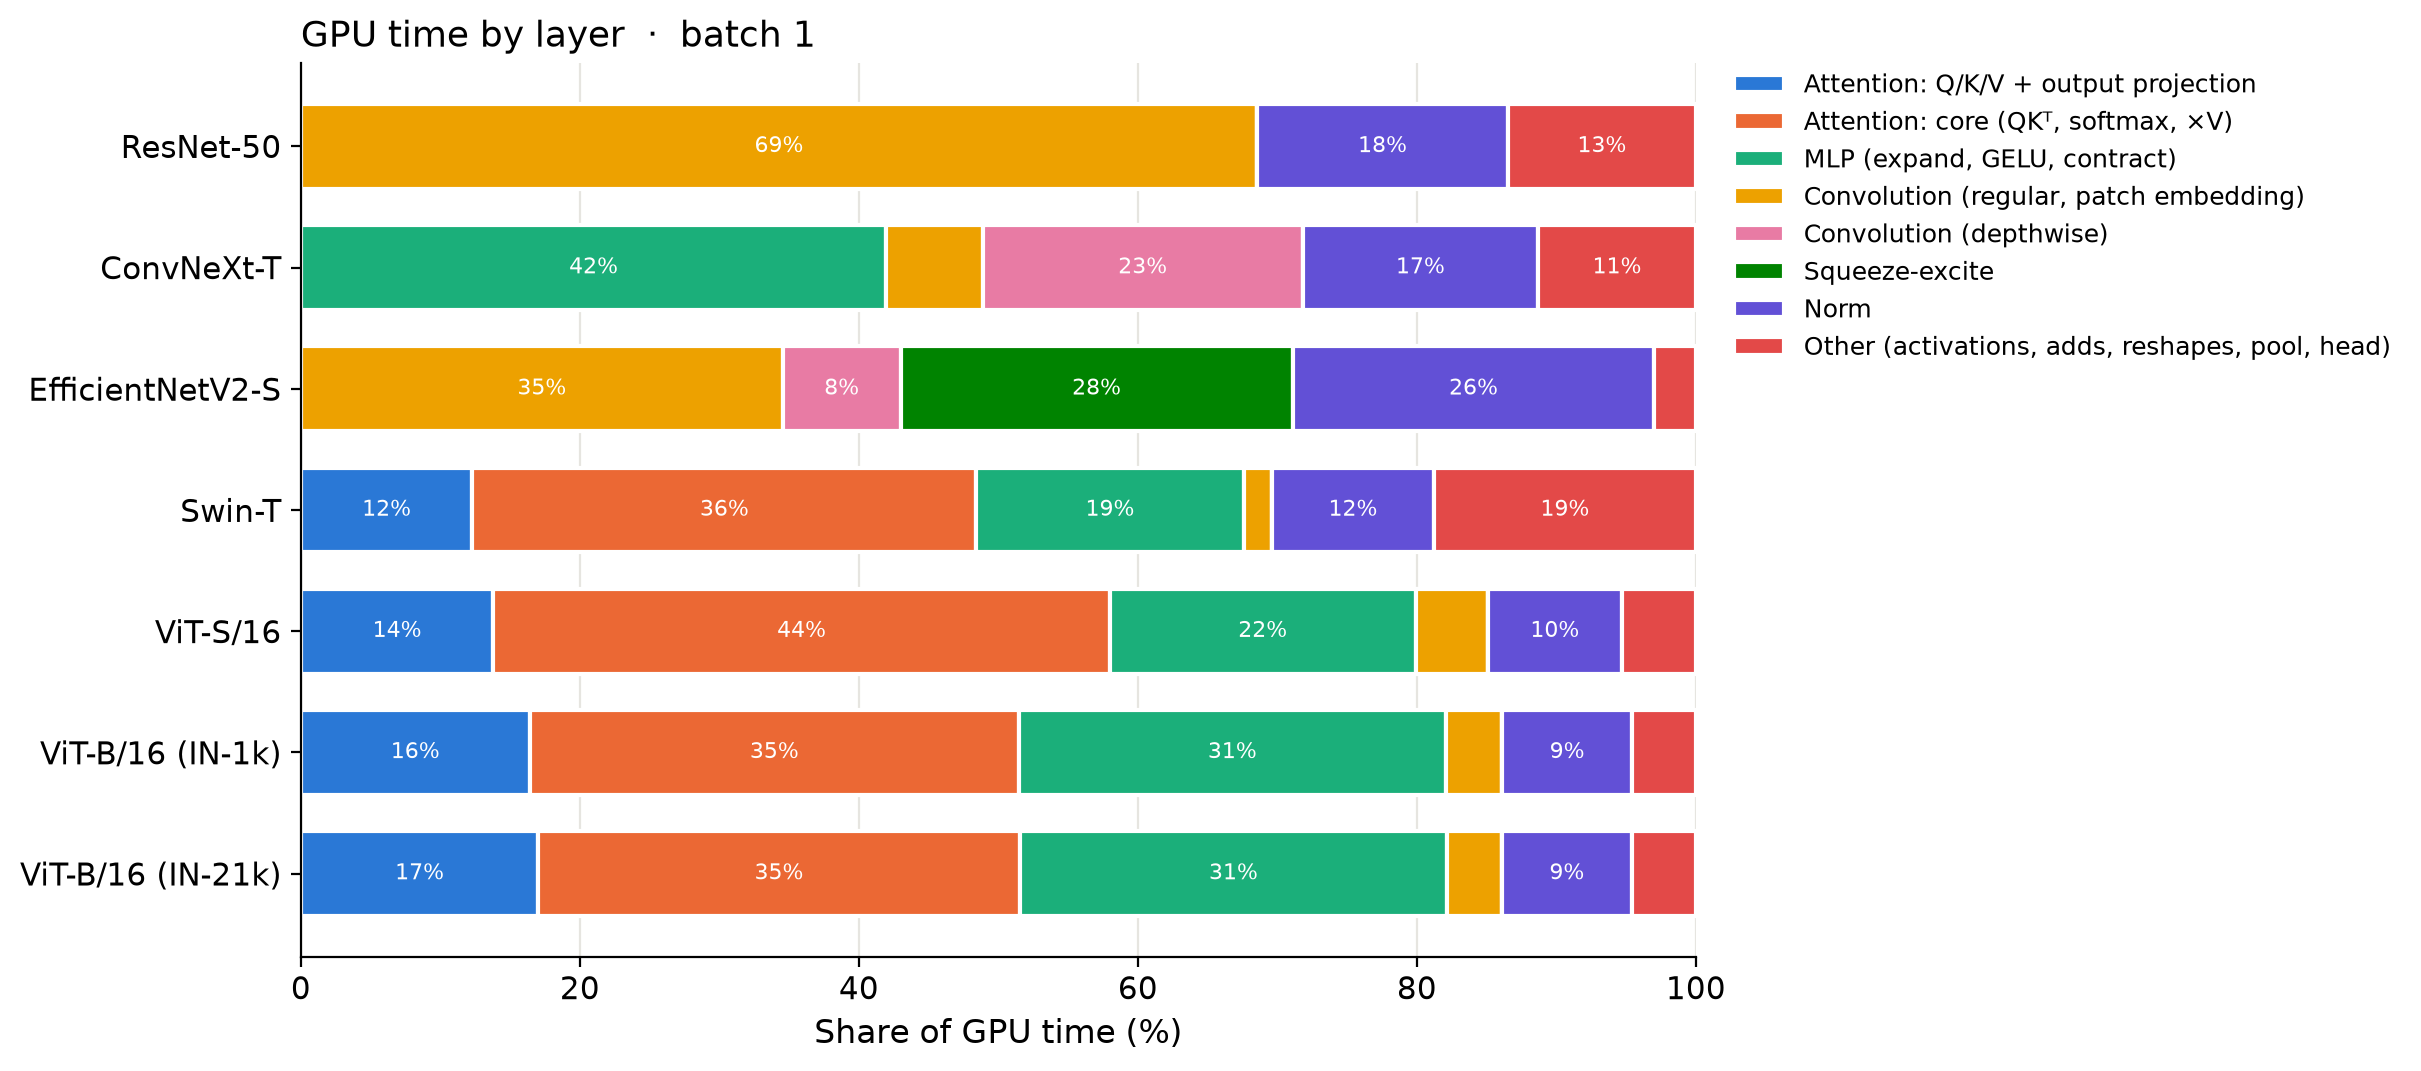 GPU time by layer · batch 1
Attention: Q/K/V + output projection
Attention: core (QKᵀ, softmax, ×V)
MLP (expand, GELU, contract)
Convolution (regular, patch embedding)
Convolution (depthwise)
Squeeze-excite
Norm
Other (activations, adds, reshapes, pool, head)
ResNet-50 69% 18% 13%
ConvNeXt-T 42% 23% 17% 11%
EfficientNetV2-S 35% 8% 28% 26%
Swin-T 12% 36% 19% 12% 19%
ViT-S/16 14% 44% 22% 10%
ViT-B/16 (IN-1k) 16% 35% 31% 9%
ViT-B/16 (IN-21k) 17% 35% 31% 9%
0 20 40 60 80 100
Share of GPU time (%)